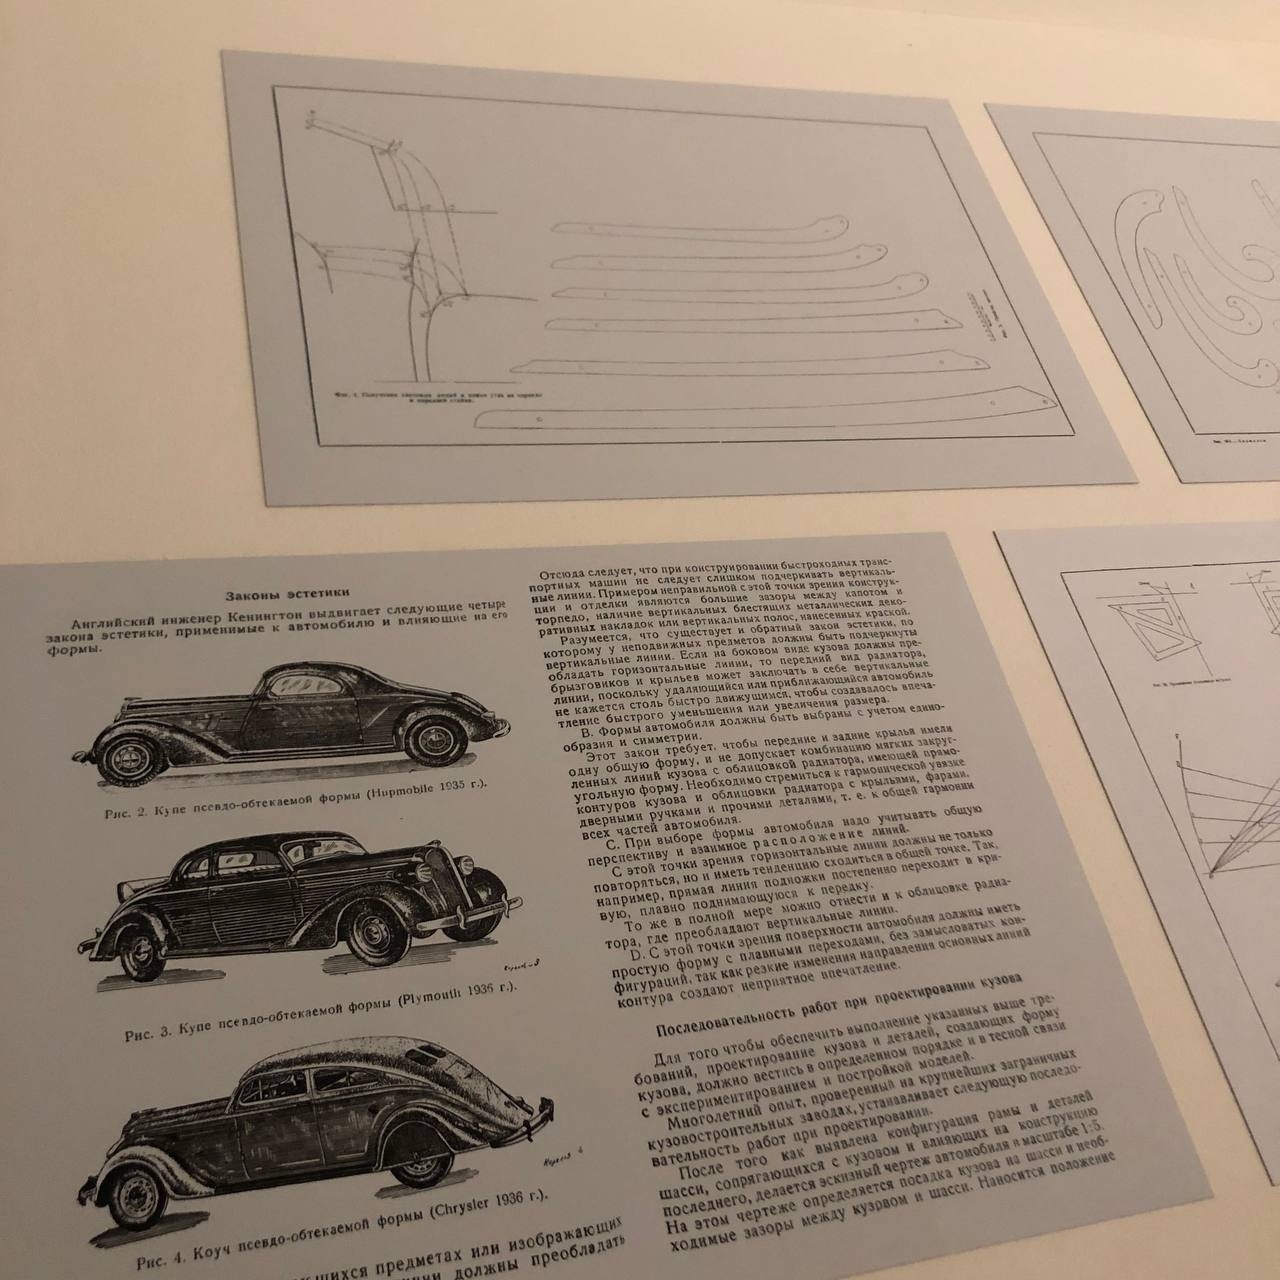 Законы эстетики
Английский инженер Кенингтон выдвигает следующие четыре
закона эстетики, применимые к автомобилю и влияющие на его
формы.
Рис. 2. Купе псевдо-обтекаемой формы (Hupmobile 1935 г.).
Рис. 3. Купе псевдо-обтекаемой формы (Plymouth 1936 г.).
Рис. 4. Коуч псевдо-обтекаемой формы (Chrysler 1936 г.).
предметах или изображающих
должны преобладать
Отсюда следует, что при конструировании быстроходных транс-
портных машин не следует слишком подчеркивать вертикаль-
ные линии. Примером неправильной с этой точки зрения конструк-
ции и отделки являются большие зазоры между капотом и
торпедо, наличие вертикальных блестящих металлических деко-
ративных накладок или вертикальных полос, нанесенных краской.
Разумеется, что существует и обратный закон эстетики, по
которому у неподвижных предметов должны быть подчеркнуты
вертикальные линии. Если на боковом виде кузова должны пре-
обладать горизонтальные линии, то передний вид радиатора,
брызговиков и крыльев может заключать в себе вертикальные
линии, поскольку удаляющийся или приближающийся автомобиль
не кажется столь быстро движущимся, чтобы создавалось впеча-
тление быстрого уменьшения или увеличения размера.
B. Формы автомобиля должны быть выбраны с учетом едино-
образия и симметрии.
Этот закон требует, чтобы передние и задние крылья имели
одну общую форму, и не допускает комбинацию мягких закруг-
ленных линий кузова с облицовкой радиатора, имеющей прямо-
угольную форму. Необходимо стремиться к гармонической увязке
контуров кузова и облицовки радиатора с крыльями, фарами,
дверными ручками и прочими деталями, т. е. к общей гармонии
всех частей автомобиля.
C. При выборе формы автомобиля надо учитывать общую
перспективу и взаимное расположение линий.
С этой точки зрения горизонтальные линии должны не только
повторяться, но и иметь тенденцию сходиться в общей точке. Так,
например, прямая линия подножки постепенно переходит в кри-
вую, плавно поднимающуюся к передку.
То же в полной мере можно отнести и к облицовке радиа-
тора, где преобладают вертикальные линии.
D. С этой точки зрения поверхности автомобиля должны иметь
простую форму с плавными переходами, без замысловатых кон-
фигураций, так как резкие изменения направления основных линий
контура создают неприятное впечатление.
Последовательность работ при проектировании кузова
Для того чтобы обеспечить выполнение указанных выше тре-
бований, проектирование кузова и деталей, создающих форму
кузова, должно вестись в определенном порядке и в тесной связи
с экспериментированием и постройкой моделей.
Многолетний опыт, проверенный на крупнейших заграничных
кузовостроительных заводах, устанавливает следующую последо-
вательность работ при проектировании.
После того как выявлена конфигурация рамы и деталей
шасси, сопрягающихся с кузовом и влияющих на конструкцию
последнего, делается эскизный чертеж автомобиля в масштабе 1:5.
На этом чертеже определяется посадка кузова на шасси и необ-
ходимые зазоры между кузовом и шасси. Наносится положение